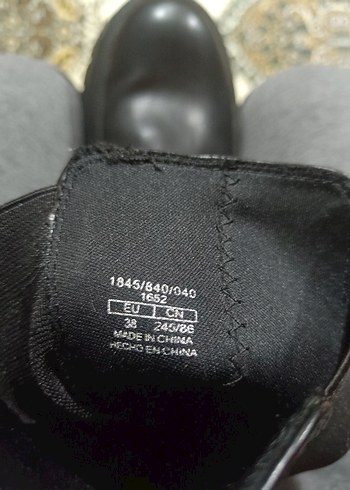 1845/840/040
1652
EU CN
38 245/86
MADE IN CHINA
HECHO EN CHINA